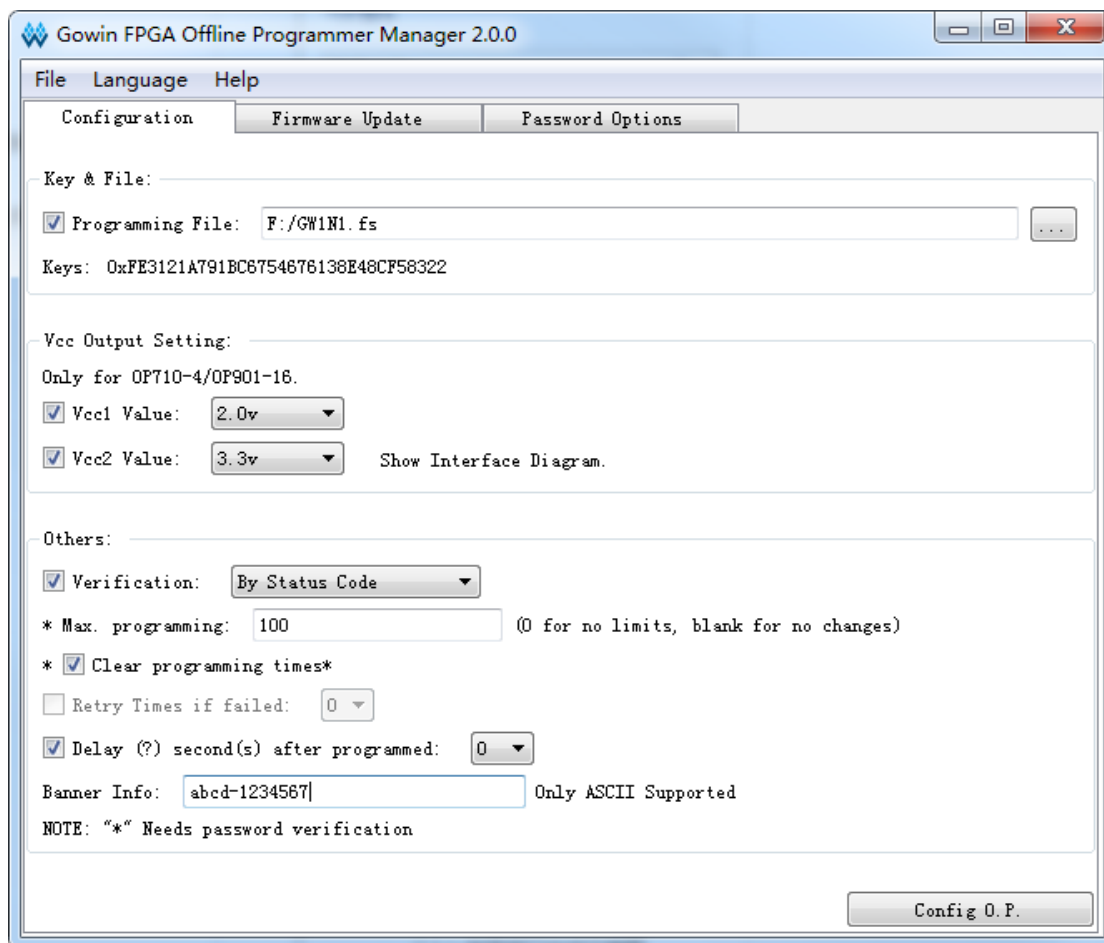 Gowin FPGA Offline Programmer Manager 2.0.0
File Language Help
Configuration Firmware Update Password Options
Key & File:
Programming File: F:/GW1N1.fs ...
Keys: 0xFE3121A791BC6754676138E48CF58322
Vcc Output Setting:
Only for OP710-4/OP901-16.
Vcc1 Value: 2.0v
Vcc2 Value: 3.3v Show Interface Diagram.
Others:
Verification: By Status Code
* Max. programming: 100 (0 for no limits, blank for no changes)
* Clear programming times*
Retry Times if failed: 0
Delay (?) second(s) after programmed: 0
Banner Info: abcd-1234567 Only ASCII Supported
NOTE: "*" Needs password verification
Config O.P.